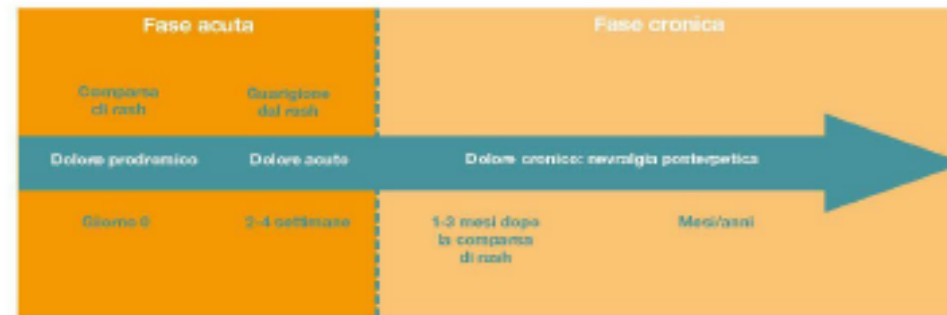 Fase acuta
Fase cronica
Comparsa
di rash
Guarigione
dal rash
Dolore prodromico
Dolore acuto
Dolore cronico: nevralgia posterpetica
Giorno 0
2-4 settimane
1-3 mesi dopo
la comparsa
di rash
Mesi/anni